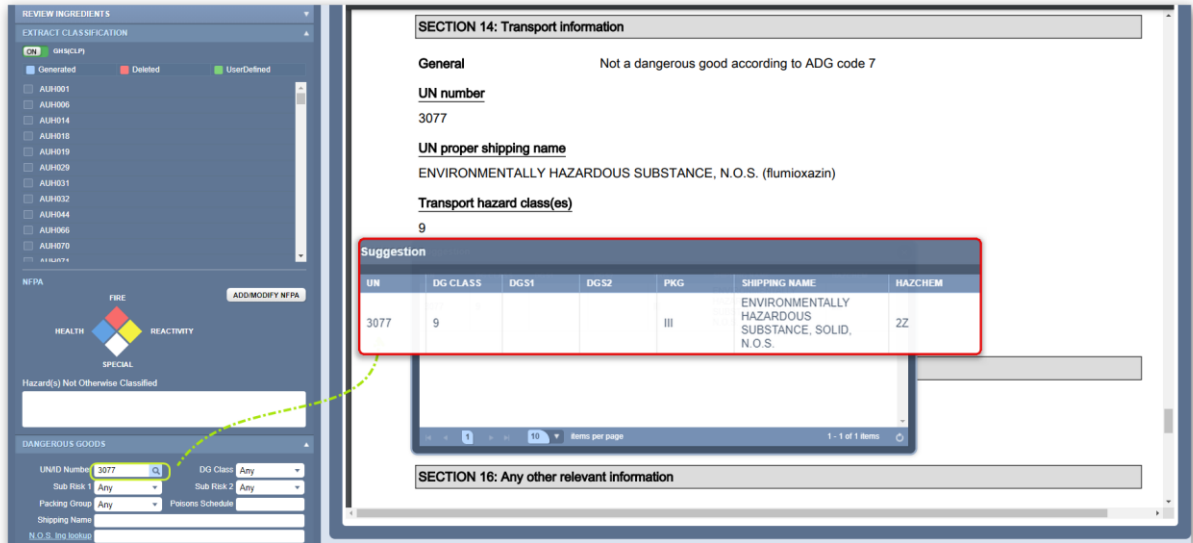 REVIEW INGREDIENTS
EXTRACT CLASSIFICATION
ON GHS(CLP)
Generated Deleted UserDefined
AUH001
AUH006
AUH014
AUH018
AUH019
AUH029
AUH031
AUH032
AUH044
AUH066
AUH070
AUH071
NFPA
ADD/MODIFY NFPA
FIRE
HEALTH REACTIVITY
SPECIAL
Hazard(s) Not Otherwise Classified
DANGEROUS GOODS
UN/ID Number 3077 DG Class Any
Sub Risk 1 Any Sub Risk 2 Any
Packing Group Any Poisons Schedule
Shipping Name
N.O.S. Ing lookup
SECTION 14: Transport information
General Not a dangerous good according to ADG code 7
UN number
3077
UN proper shipping name
ENVIRONMENTALLY HAZARDOUS SUBSTANCE, N.O.S. (flumioxazin)
Transport hazard class(es)
9
Suggestion
UN DG CLASS DGS1 DGS2 PKG SHIPPING NAME HAZCHEM
3077 9 III ENVIRONMENTALLY HAZARDOUS SUBSTANCE, SOLID, N.O.S. 2Z
1 10 items per page 1 - 1 of 1 items
SECTION 16: Any other relevant information